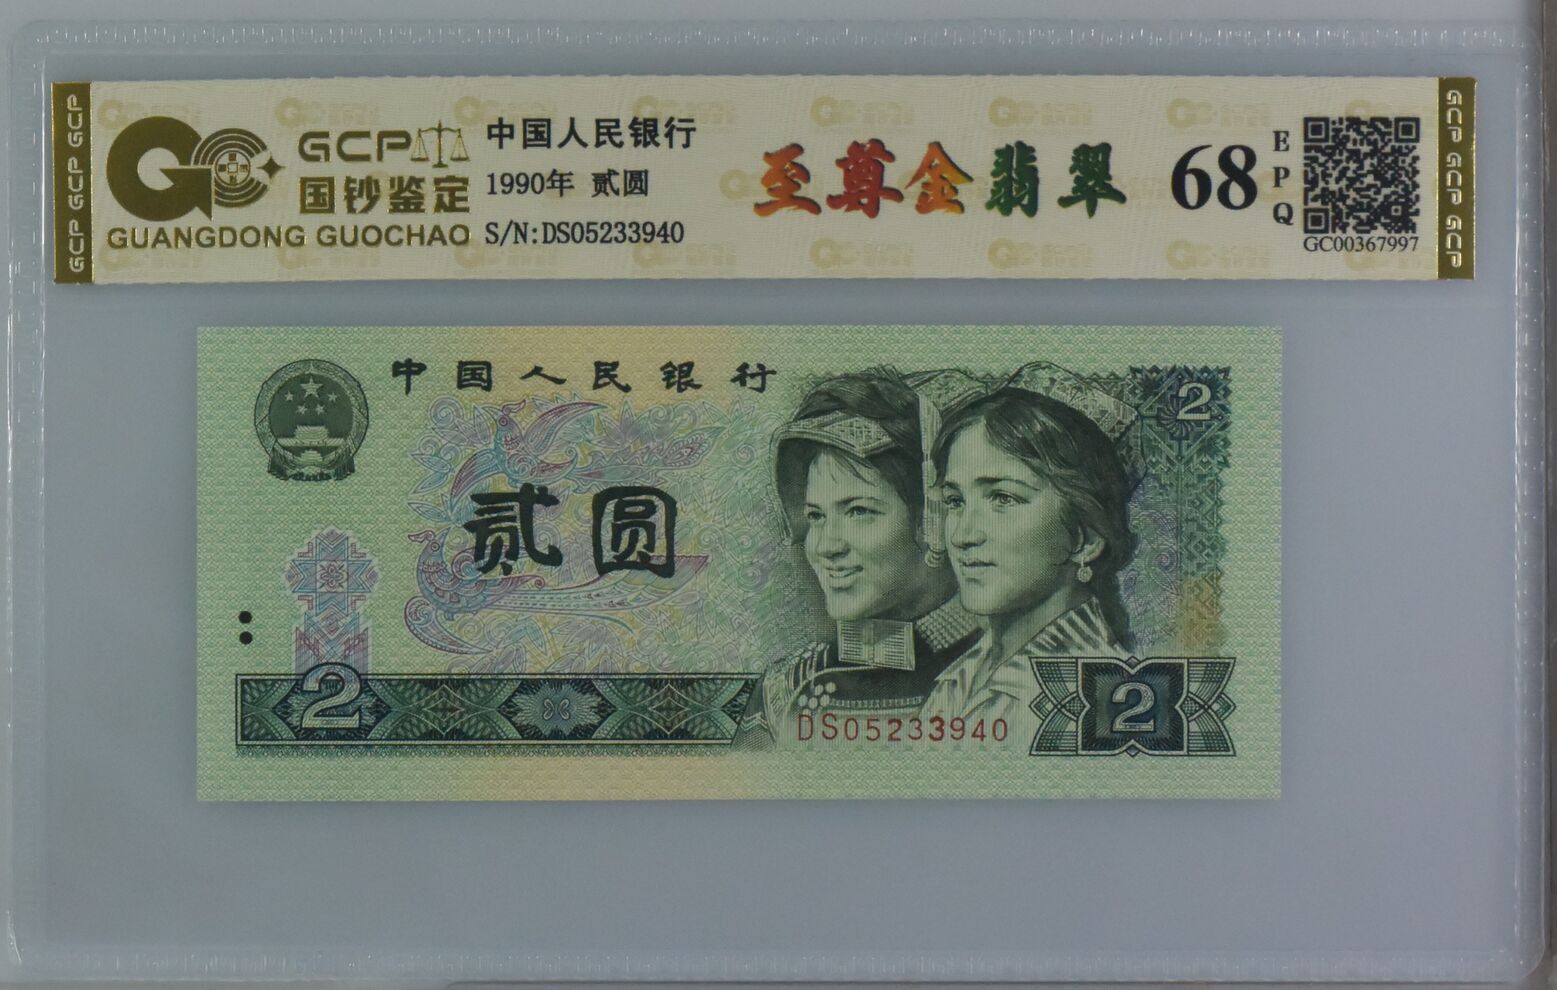 GCP GCP GCP
GCP
国钞鉴定
GUANGDONG GUOCHAO
中国人民银行
1990年 贰圆
S/N:DS05233940
至尊金翡翠
68
EPQ
GC00367997
GCP GCP GCP
中国人民银行
2
贰圆
2
DS05233940
2